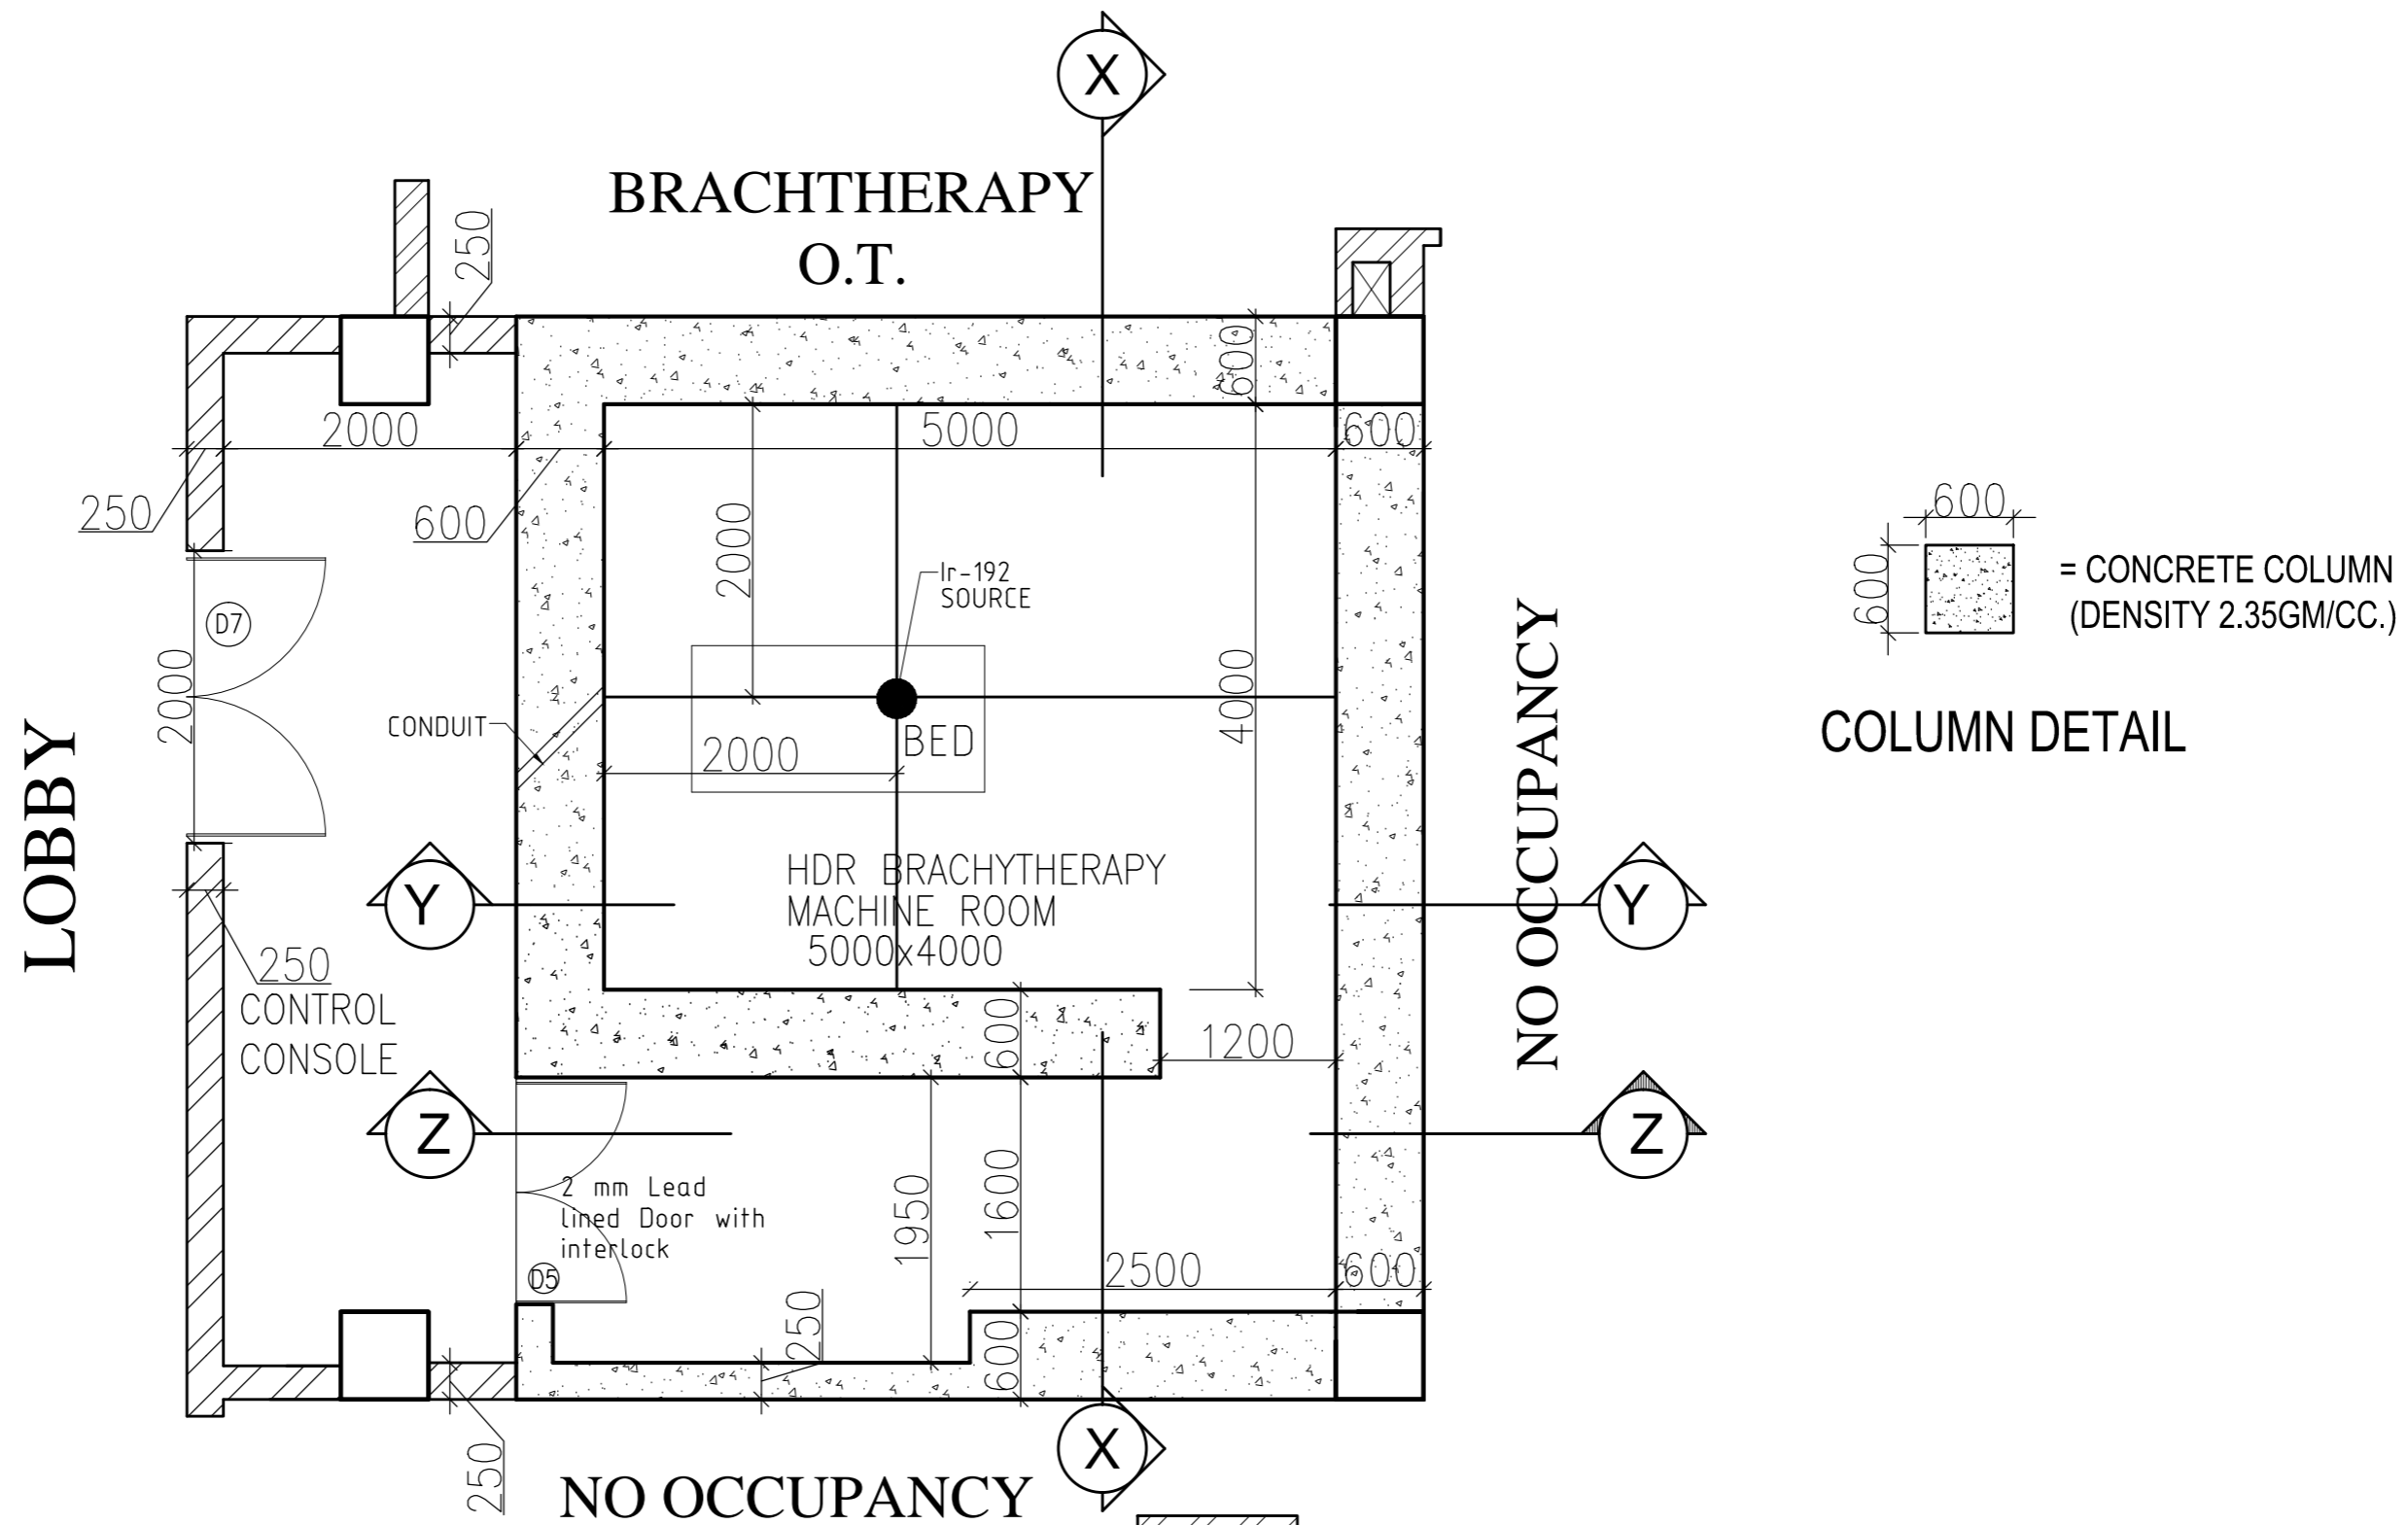 X
BRACHTHERAPY
O.T.
250
600
2000
5000
600
250
600
2000
Ir-192
SOURCE
D7
2000
CONDUIT
BED
2000
4000
LOBBY
NO OCCUPANCY
600
600
= CONCRETE COLUMN
(DENSITY 2.35GM/CC.)
COLUMN DETAIL
HDR BRACHYTHERAPY
MACHINE ROOM
5000x4000
Y
Y
250
CONTROL
CONSOLE
600
1200
Z
Z
2 mm Lead
lined Door with
interlock
D5
1950
1600
2500
600
250
600
250
X
NO OCCUPANCY